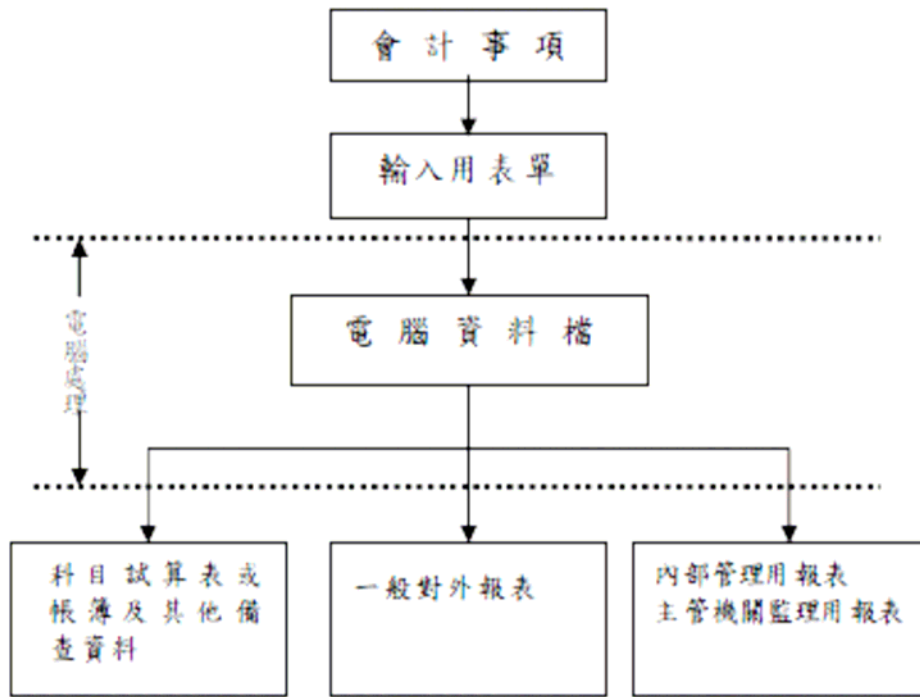 會計事項
輸入用表單
電腦處理
電腦資料檔
科目試算表或
帳簿及其他備
查資料
一般對外報表
內部管理用報表
主管機關監理用報表